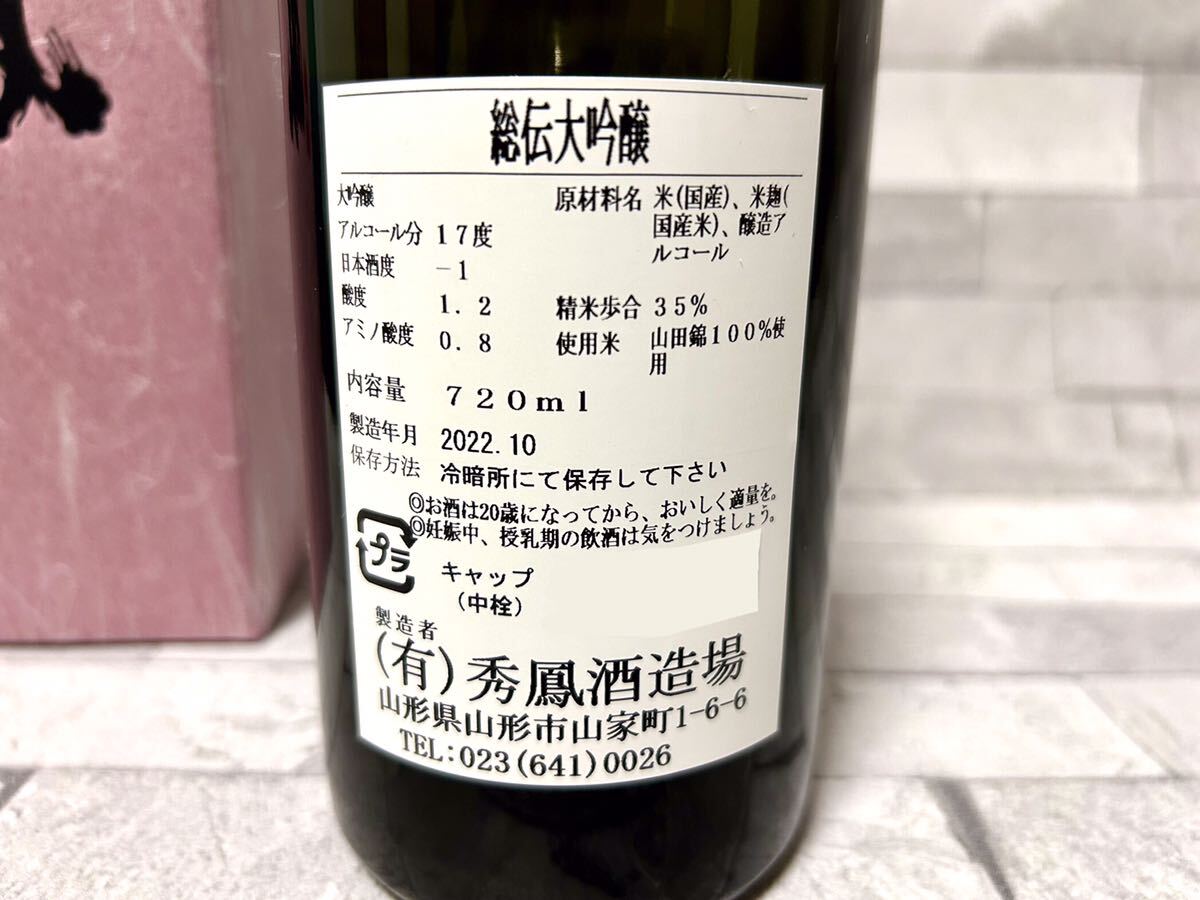 総伝大吟醸
大吟醸
アルコール分 17度
日本酒度 −1
酸度 1.2
アミノ酸度 0.8
原材料名 米(国産)、米麹(
国産米)、醸造ア
ルコール
精米歩合 35%
使用米 山田錦100%使
用
内容量 720ml
製造年月 2022.10
保存方法 冷暗所にて保存して下さい
◎お酒は20歳になってから、おいしく適量を。
◎妊娠中、授乳期の飲酒は気をつけましょう。
プラ
キャップ
(中栓)
製造者
(有)秀鳳酒造場
山形県山形市山家町1-6-6
TEL:023(641)0026